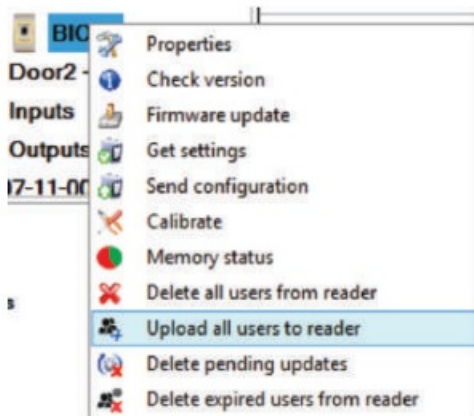 BIO
Properties
Door2 -
Check version
Inputs
Firmware update
Outputs
Get settings
07-11-00
Send configuration
Calibrate
Memory status
Delete all users from reader
Upload all users to reader
Delete pending updates
Delete expired users from reader